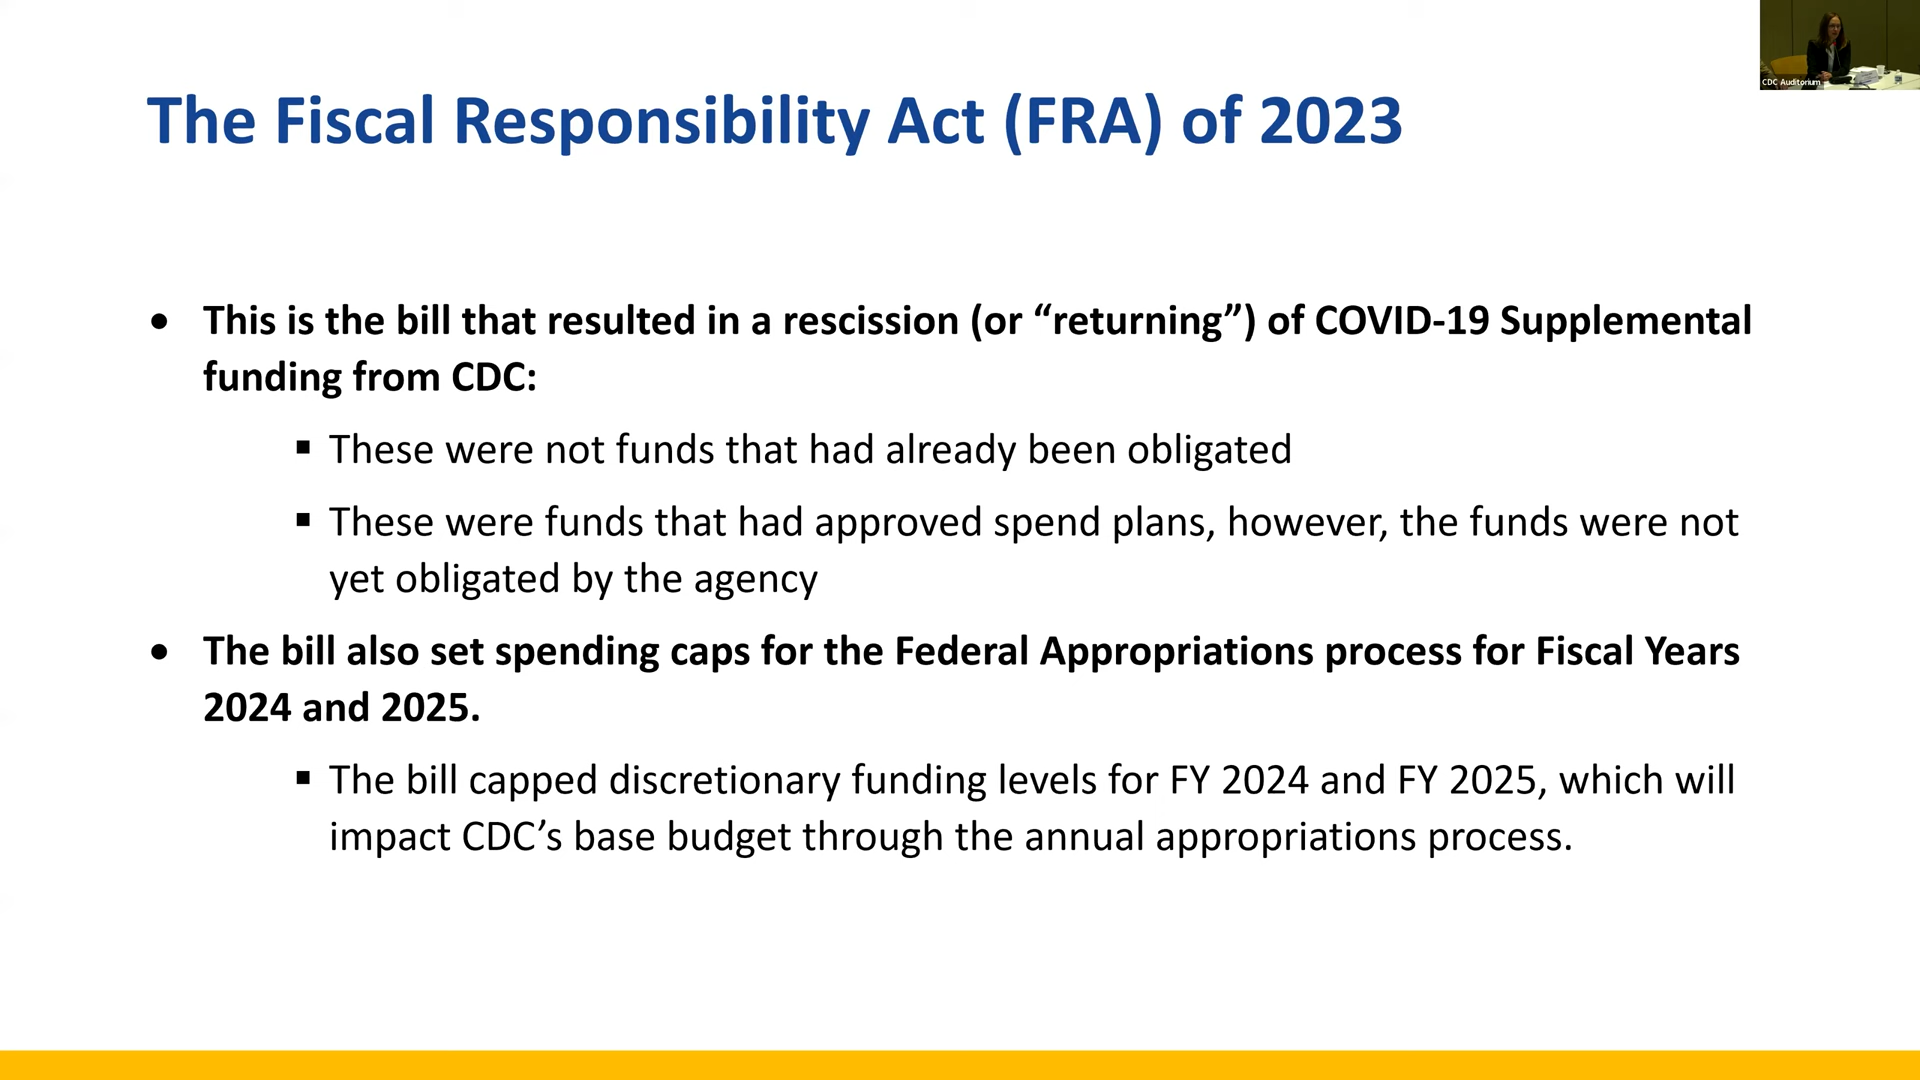 CDC Auditorium
The Fiscal Responsibility Act (FRA) of 2023
• This is the bill that resulted in a rescission (or “returning”) of COVID-19 Supplemental
funding from CDC:
▪ These were not funds that had already been obligated
▪ These were funds that had approved spend plans, however, the funds were not
yet obligated by the agency
• The bill also set spending caps for the Federal Appropriations process for Fiscal Years
2024 and 2025.
▪ The bill capped discretionary funding levels for FY 2024 and FY 2025, which will
impact CDC’s base budget through the annual appropriations process.